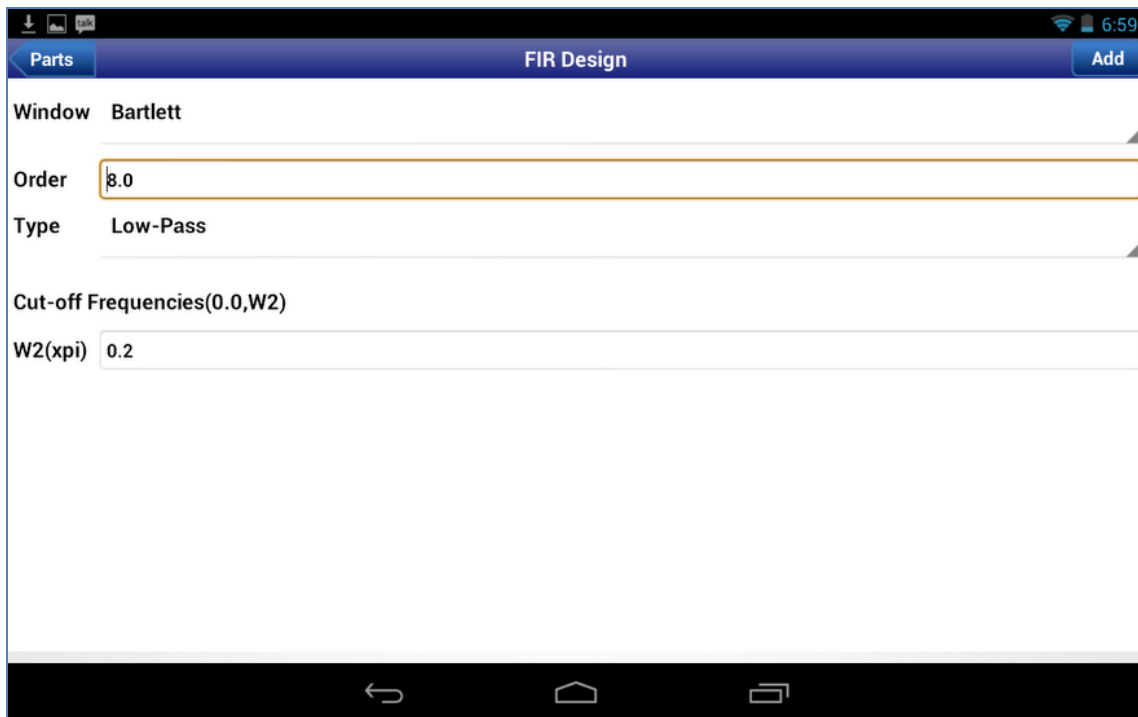 talk 6:59
Parts FIR Design Add
Window Bartlett
Order 8.0
Type Low-Pass
Cut-off Frequencies(0.0,W2)
W2(xpi) 0.2